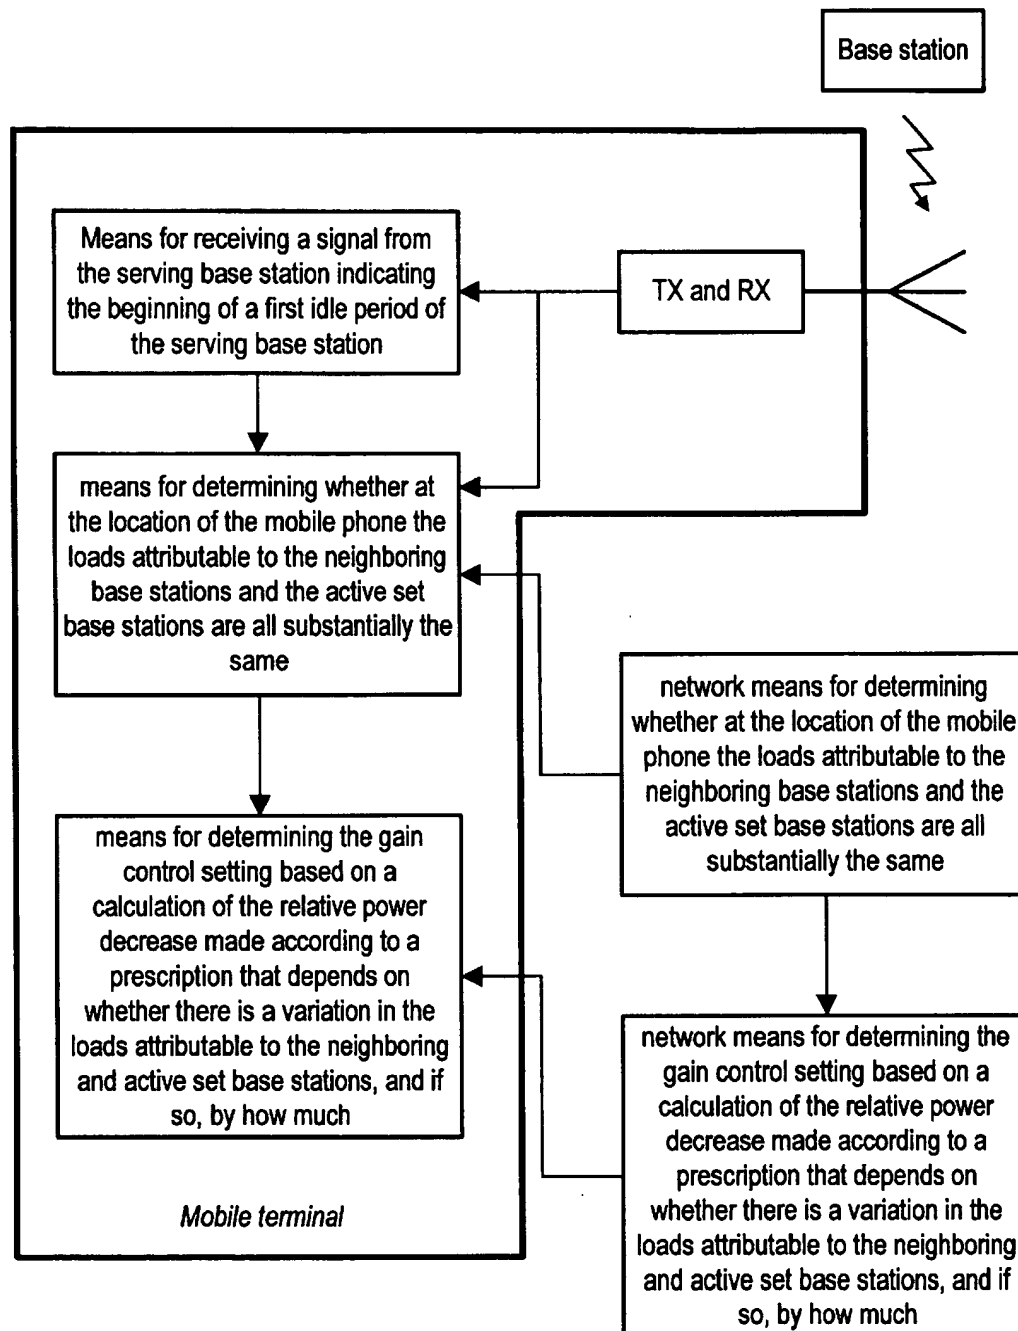 Base station
Means for receiving a signal from
the serving base station indicating
the beginning of a first idle period of
the serving base station
TX and RX
means for determining whether at
the location of the mobile phone the
loads attributable to the neighboring
base stations and the active set
base stations are all substantially the
same
network means for determining
whether at the location of the mobile
phone the loads attributable to the
neighboring base stations and the
active set base stations are all
substantially the same
means for determining the gain
control setting based on a
calculation of the relative power
decrease made according to a
prescription that depends on
whether there is a variation in the
loads attributable to the neighboring
and active set base stations, and if
so, by how much
network means for determining the
gain control setting based on a
calculation of the relative power
decrease made according to a
prescription that depends on
whether there is a variation in the
loads attributable to the neighboring
and active set base stations, and if
so, by how much
Mobile terminal